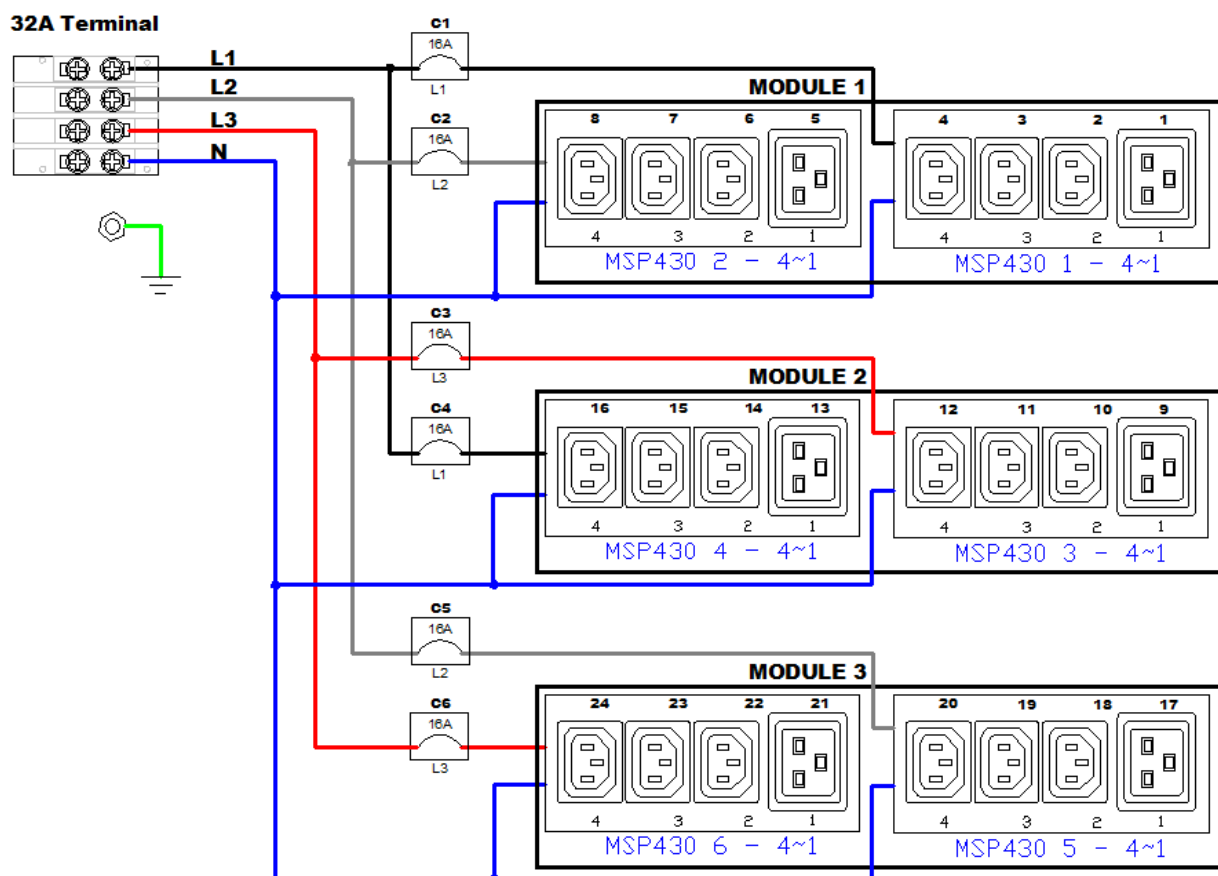 32A Terminal
L1
L2
L3
N
C1
16A
L1
C2
16A
L2
MODULE 1
8 7 6 5 4 3 2 1
4 3 2 1 4 3 2 1
MSP430 2 - 4~1 MSP430 1 - 4~1
C3
16A
L3
C4
16A
L1
MODULE 2
16 15 14 13 12 11 10 9
4 3 2 1 4 3 2 1
MSP430 4 - 4~1 MSP430 3 - 4~1
C5
16A
L2
C6
16A
L3
MODULE 3
24 23 22 21 20 19 18 17
4 3 2 1 4 3 2 1
MSP430 6 - 4~1 MSP430 5 - 4~1